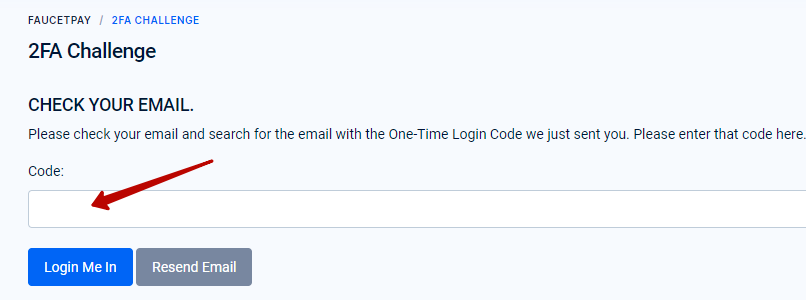 FAUCETPAY / 2FA CHALLENGE
2FA Challenge
CHECK YOUR EMAIL.
Please check your email and search for the email with the One-Time Login Code we just sent you. Please enter that code here.
Code:
Login Me In Resend Email